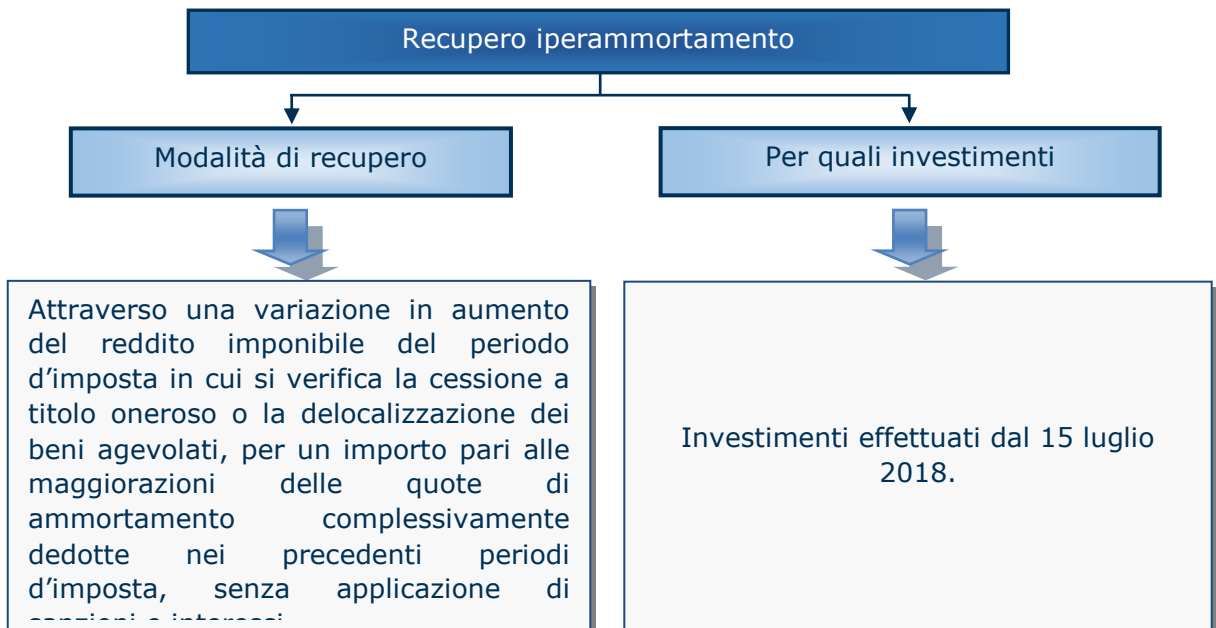 Recupero iperammortamento
Modalità di recupero
Per quali investimenti
Attraverso una variazione in aumento
del reddito imponibile del periodo
d’imposta in cui si verifica la cessione a
titolo oneroso o la delocalizzazione dei
beni agevolati, per un importo pari alle
maggiorazioni delle quote di
ammortamento complessivamente
dedotte nei precedenti periodi
d’imposta, senza applicazione di
sanzioni o interessi
Investimenti effettuati dal 15 luglio
2018.